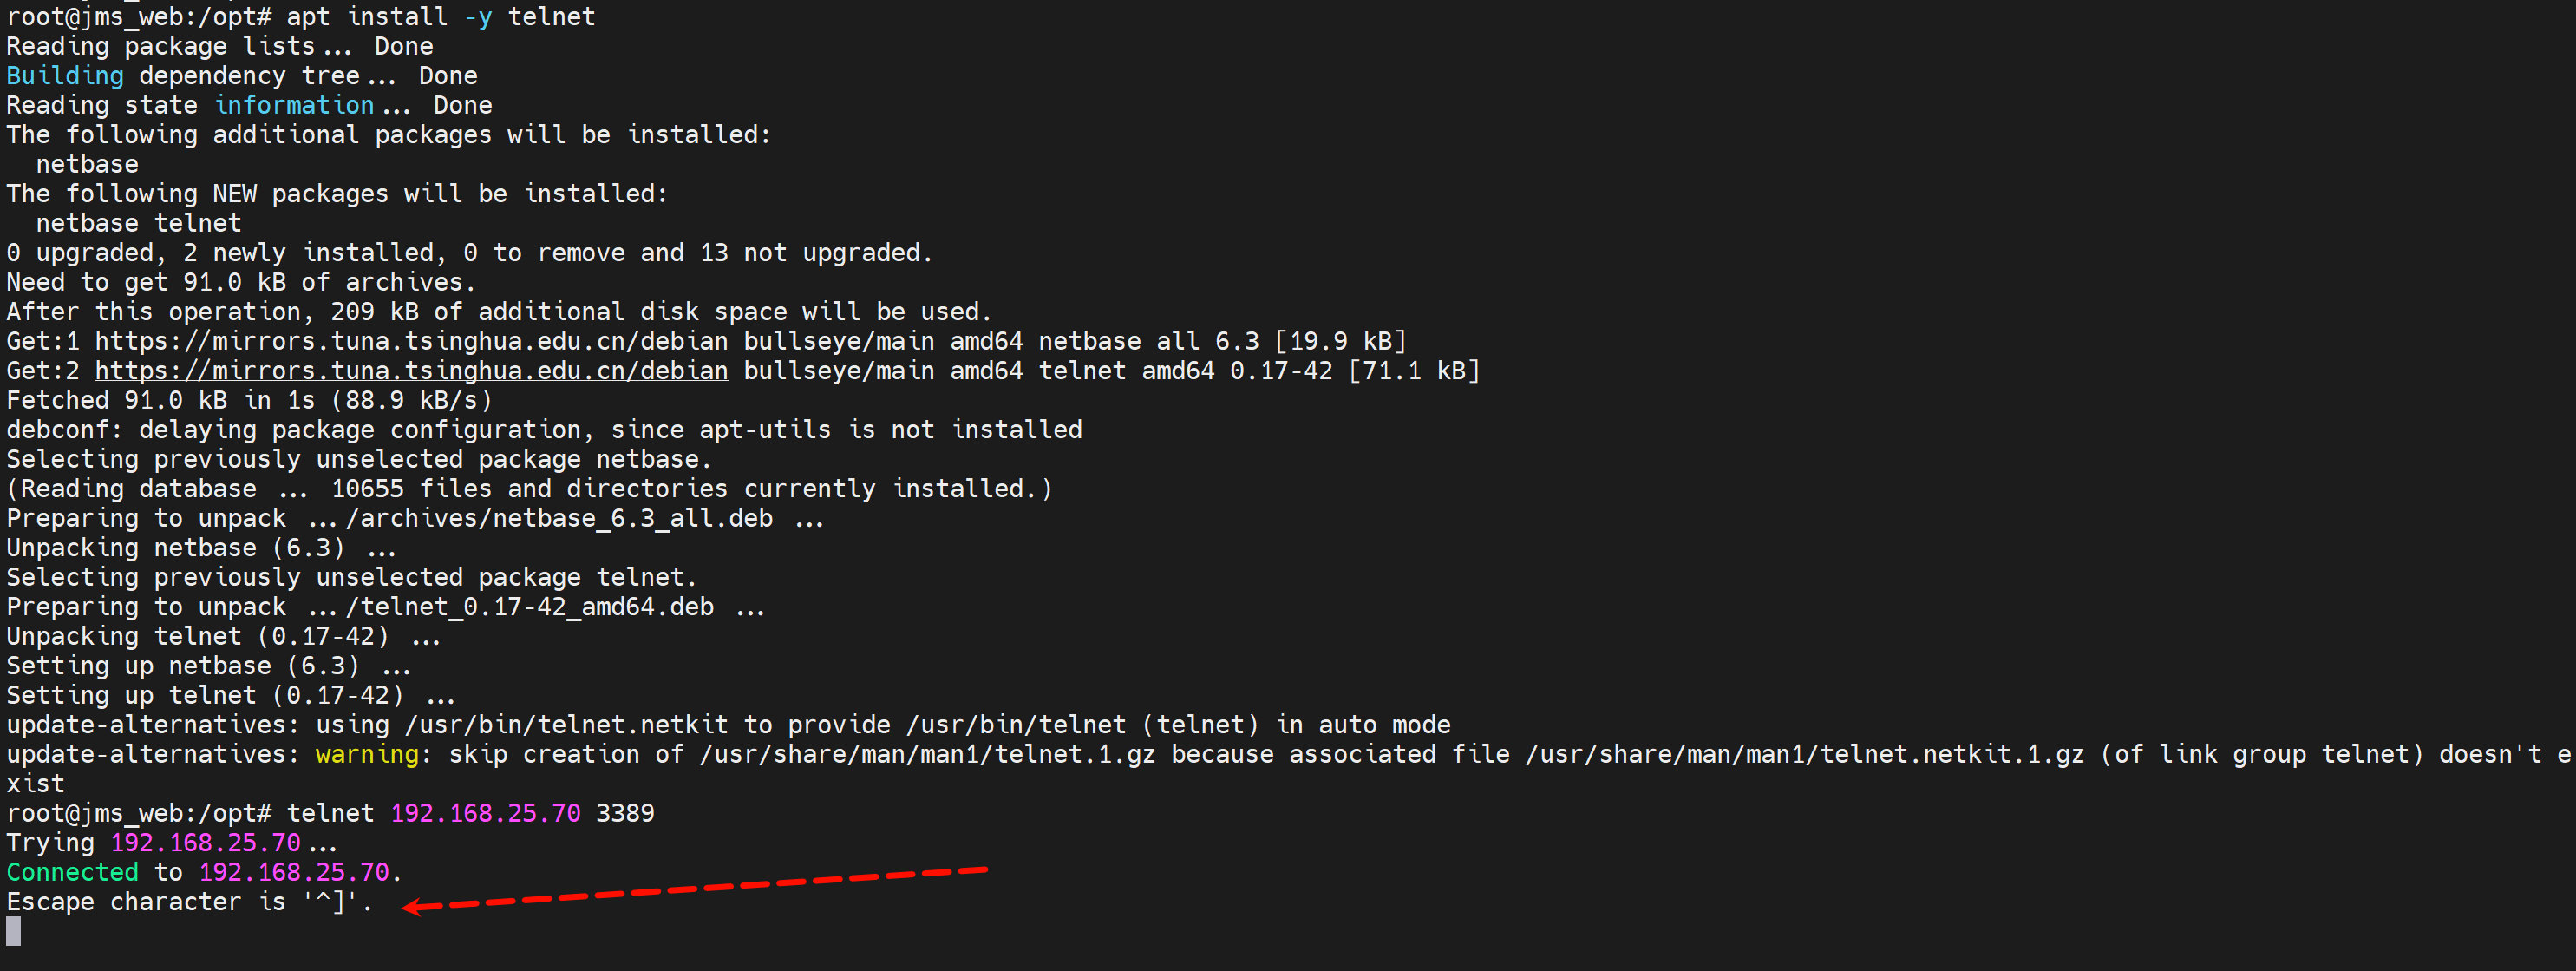 root@jms_web:/opt# apt install -y telnet
Reading package lists... Done
Building dependency tree... Done
Reading state information... Done
The following additional packages will be installed:
  netbase
The following NEW packages will be installed:
  netbase telnet
0 upgraded, 2 newly installed, 0 to remove and 13 not upgraded.
Need to get 91.0 kB of archives.
After this operation, 209 kB of additional disk space will be used.
Get:1 https://mirrors.tuna.tsinghua.edu.cn/debian bullseye/main amd64 netbase all 6.3 [19.9 kB]
Get:2 https://mirrors.tuna.tsinghua.edu.cn/debian bullseye/main amd64 telnet amd64 0.17-42 [71.1 kB]
Fetched 91.0 kB in 1s (88.9 kB/s)
debconf: delaying package configuration, since apt-utils is not installed
Selecting previously unselected package netbase.
(Reading database ... 10655 files and directories currently installed.)
Preparing to unpack .../archives/netbase_6.3_all.deb ...
Unpacking netbase (6.3) ...
Selecting previously unselected package telnet.
Preparing to unpack .../telnet_0.17-42_amd64.deb ...
Unpacking telnet (0.17-42) ...
Setting up netbase (6.3) ...
Setting up telnet (0.17-42) ...
update-alternatives: using /usr/bin/telnet.netkit to provide /usr/bin/telnet (telnet) in auto mode
update-alternatives: warning: skip creation of /usr/share/man/man1/telnet.1.gz because associated file /usr/share/man/man1/telnet.netkit.1.gz (of link group telnet) doesn't e
xist
root@jms_web:/opt# telnet 192.168.25.70 3389
Trying 192.168.25.70...
Connected to 192.168.25.70.
Escape character is '^]'.